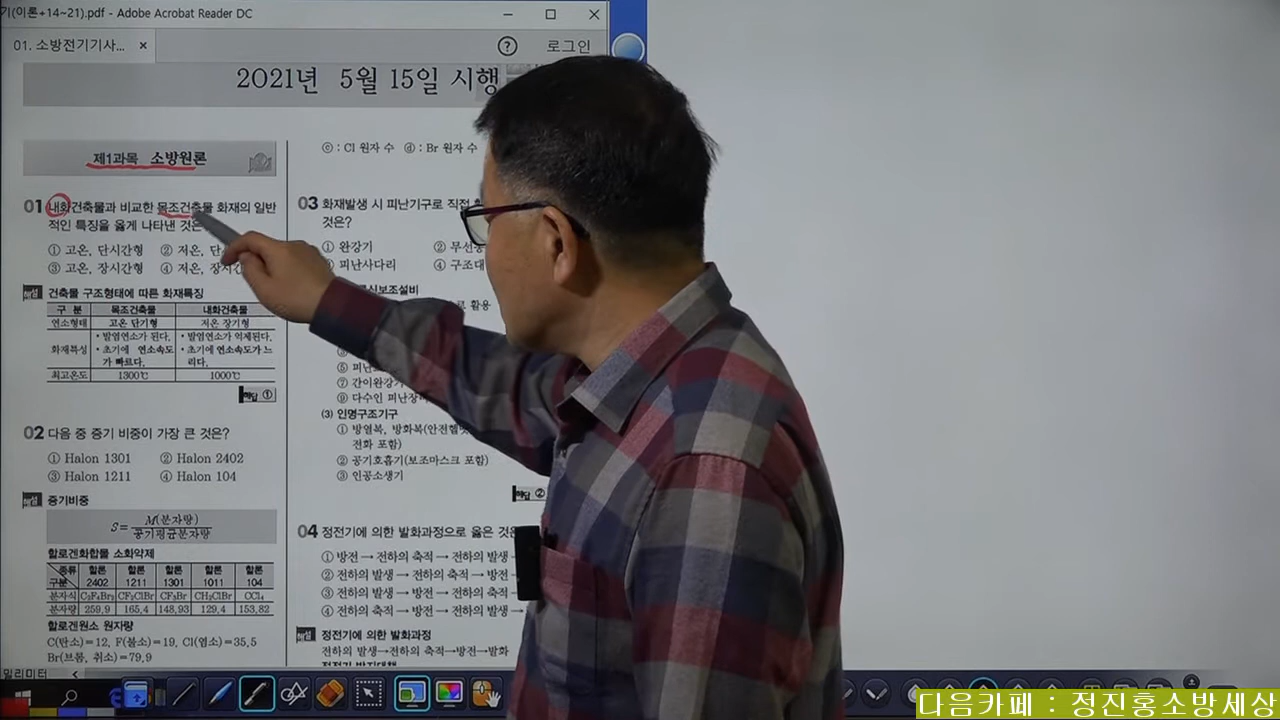 기(이론+14~21).pdf - Adobe Acrobat Reader DC
01. 소방전기기사...
로그인
2021년 5월 15일 시행
제1과목 소방원론
01 내화건축물과 비교한 목조건축물 화재의 일반
적인 특징을 옳게 나타낸 것은
① 고온, 단시간형 ② 저온, 단
③ 고온, 장시간형 ④ 저온, 장시간
해설 건축물 구조형태에 따른 화재특징
구 분 목조건축물 내화건축물
연소형태 고온 단기형 저온 장기형
화재특성 • 발염연소가 된다. • 초기에 연소속도가 빠르다. • 발염연소가 억제된다. • 초기에 연소속도가 느리다.
최고온도 1300℃ 1000℃
해답 ①
02 다음 중 증기 비중이 가장 큰 것은?
① Halon 1301 ② Halon 2402
③ Halon 1211 ④ Halon 104
해설 증기비중
S=M(분자량)/공기평균분자량
할로겐화합물 소화약제
종류 할론 할론 할론 할론 할론
구분 2402 1211 1301 1011 104
분자식 C₂F₄Br₂ CF₂ClBr CF₃Br CH₂ClBr CCl₄
분자량 259.9 165.4 148.93 129.4 153.82
할로겐원소 원자량
C(탄소)=12, F(불소)=19, Cl(염소)=35.5
Br(브롬, 취소)=79.9
밀리미터
ⓒ : Cl 원자 수 ⓓ : Br 원자 수
03 화재발생 시 피난기구로 직접
것은?
① 완강기 ② 무선통
피난사다리 ④ 구조대
활용
⑤ 피난
⑦ 간이완강기
⑨ 다수인 피난장비
(3) 인명구조기구
① 방열복, 방화복(안전헬멧
전화 포함)
② 공기호흡기(보조마스크 포함)
③ 인공소생기
해답 ②
04 정전기에 의한 발화과정으로 옳은 것은
① 방전 → 전하의 축적 → 전하의 발생 →
② 전하의 발생 → 전하의 축적 → 방전 →
③ 전하의 발생 → 방전 → 전하의 축적 →
④ 전하의 축적 → 방전 → 전하의 발생 →
해설 정전기에 의한 발화과정
전하의 발생→전하의 축적→방전→발화
정전기 방지대책
다음카페 : 정진홍소방세상